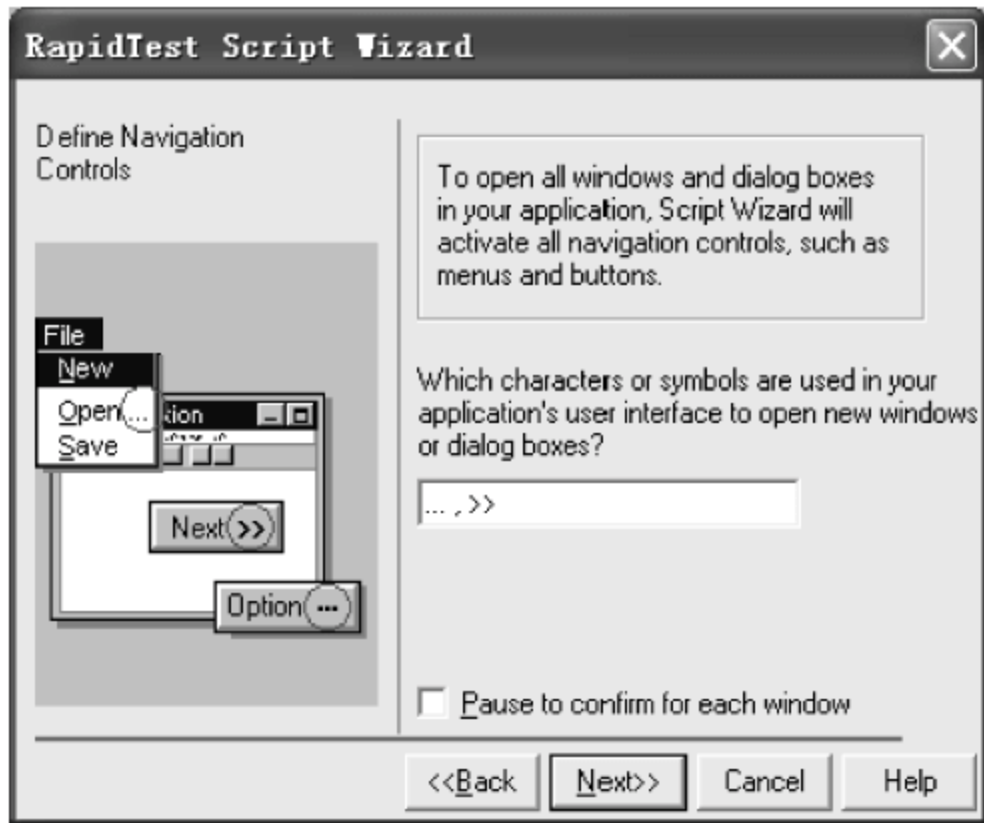 RapidTest Script Wizard
Define Navigation
Controls
To open all windows and dialog boxes
in your application, Script Wizard will
activate all navigation controls, such as
menus and buttons.
File
New
Open...
Save
Next >>
Option ...
Which characters or symbols are used in your
application's user interface to open new windows
or dialog boxes?
... , >>
Pause to confirm for each window
<<Back
Next>>
Cancel
Help